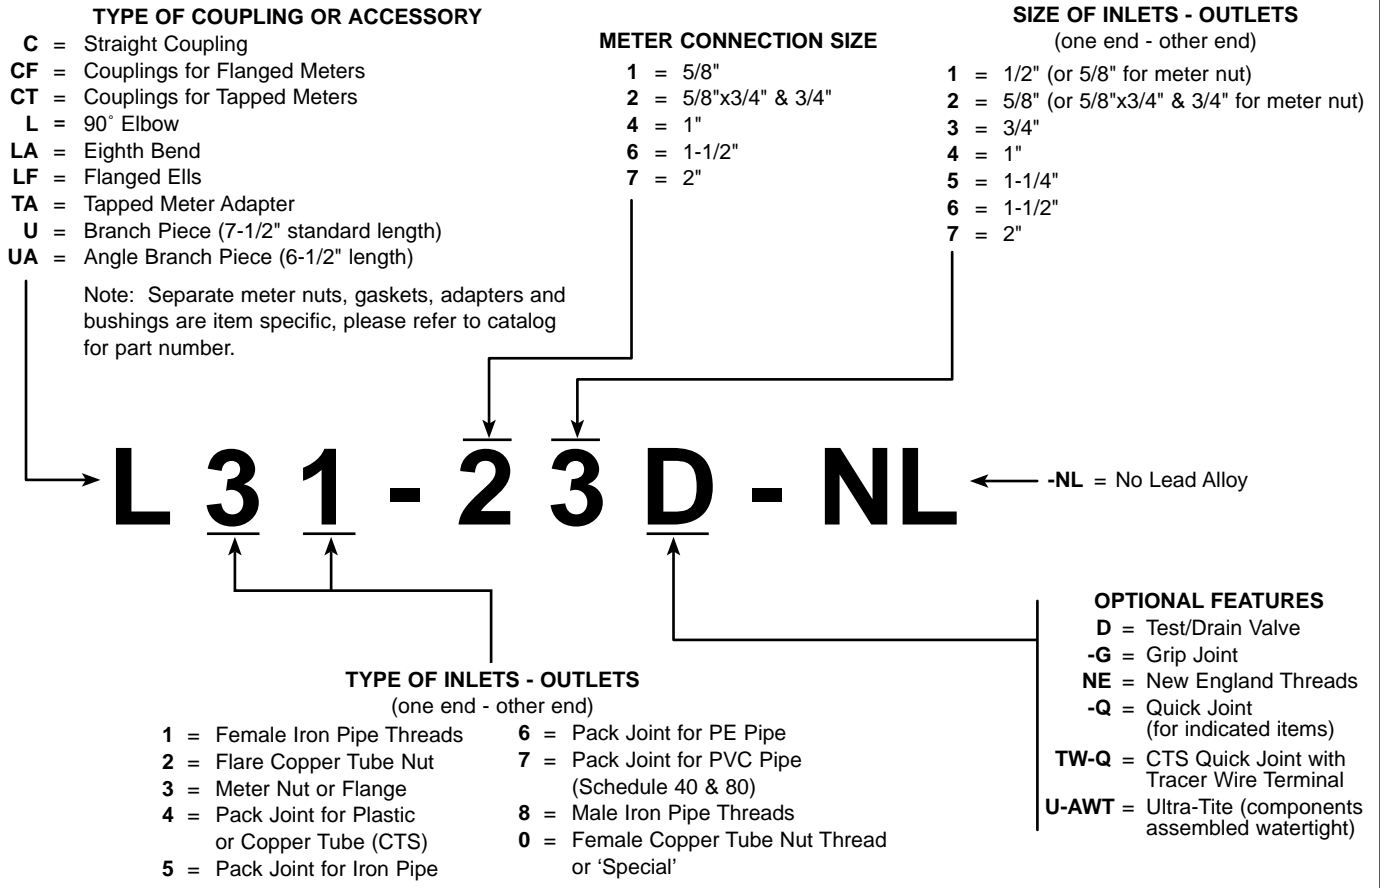 TYPE OF COUPLING OR ACCESSORY
C = Straight Coupling
CF = Couplings for Flanged Meters
CT = Couplings for Tapped Meters
L = 90˚ Elbow
LA = Eighth Bend
LF = Flanged Ells
TA = Tapped Meter Adapter
U = Branch Piece (7-1/2" standard length)
UA = Angle Branch Piece (6-1/2" length)
Note: Separate meter nuts, gaskets, adapters and
bushings are item specific, please refer to catalog
for part number.
METER CONNECTION SIZE
1 = 5/8"
2 = 5/8"x3/4" & 3/4"
4 = 1"
6 = 1-1/2"
7 = 2"
SIZE OF INLETS - OUTLETS
(one end - other end)
1 = 1/2" (or 5/8" for meter nut)
2 = 5/8" (or 5/8"x3/4" & 3/4" for meter nut)
3 = 3/4"
4 = 1"
5 = 1-1/4"
6 = 1-1/2"
7 = 2"
L 3 1 - 2 3 D - NL
-NL = No Lead Alloy
TYPE OF INLETS - OUTLETS
(one end - other end)
1 = Female Iron Pipe Threads
2 = Flare Copper Tube Nut
3 = Meter Nut or Flange
4 = Pack Joint for Plastic
or Copper Tube (CTS)
5 = Pack Joint for Iron Pipe
6 = Pack Joint for PE Pipe
7 = Pack Joint for PVC Pipe
(Schedule 40 & 80)
8 = Male Iron Pipe Threads
0 = Female Copper Tube Nut Thread
or ‘Special’
OPTIONAL FEATURES
D = Test/Drain Valve
-G = Grip Joint
NE = New England Threads
-Q = Quick Joint
(for indicated items)
TW-Q = CTS Quick Joint with
Tracer Wire Terminal
U-AWT = Ultra-Tite (components
assembled watertight)